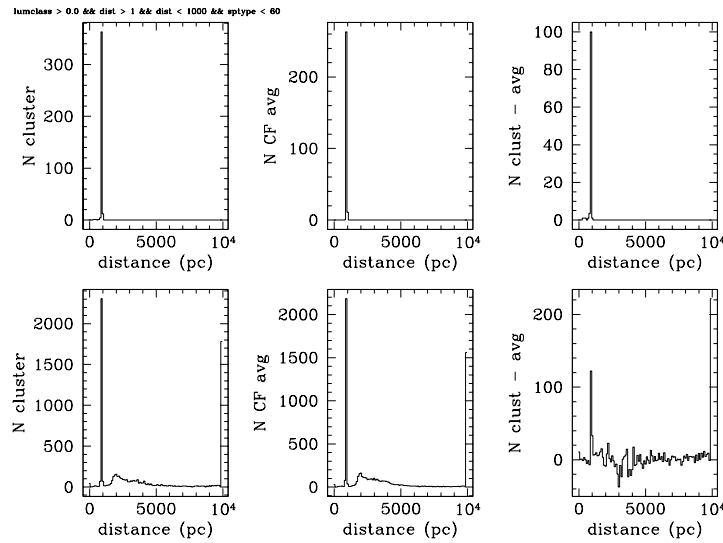 lumclass > 0.0 && dist > 1 && dist < 1000 && sptype < 60
N cluster
300
200
100
0
0 5000 10⁴
distance (pc)
N CF avg
200
100
0
0 5000 10⁴
distance (pc)
N clust − avg
100
80
60
40
20
0
0 5000 10⁴
distance (pc)
N cluster
2000
1500
1000
500
0
0 5000 10⁴
distance (pc)
N CF avg
2000
1500
1000
500
0
0 5000 10⁴
distance (pc)
N clust − avg
200
100
0
0 5000 10⁴
distance (pc)